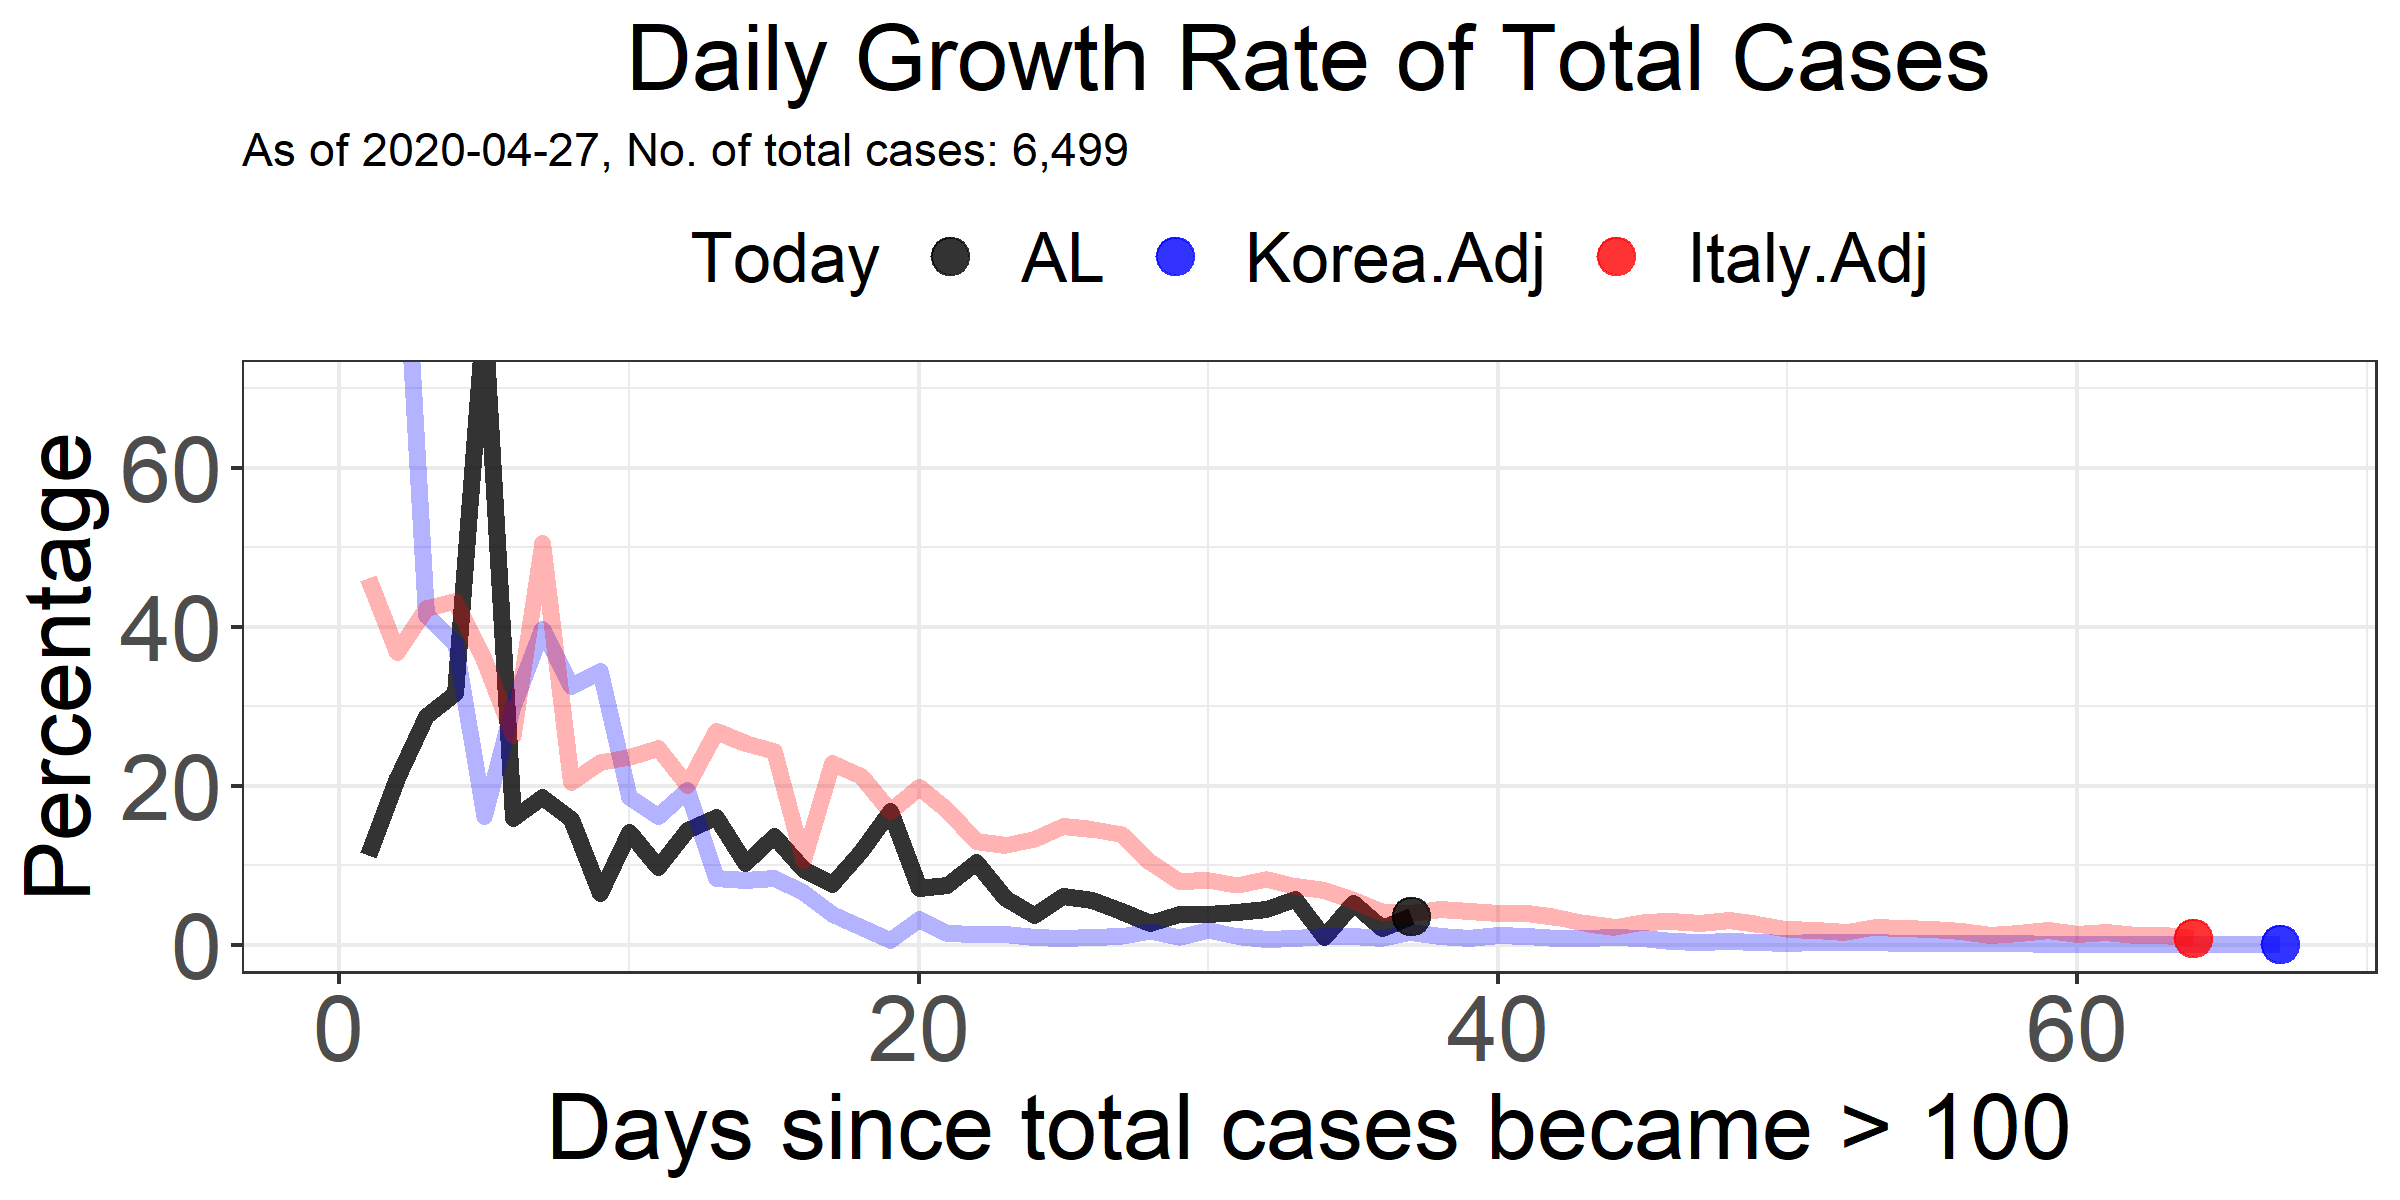 Daily Growth Rate of Total Cases
As of 2020-04-27, No. of total cases: 6,499
Today AL Korea.Adj Italy.Adj
Percentage
60
40
20
0
0 20 40 60
Days since total cases became > 100